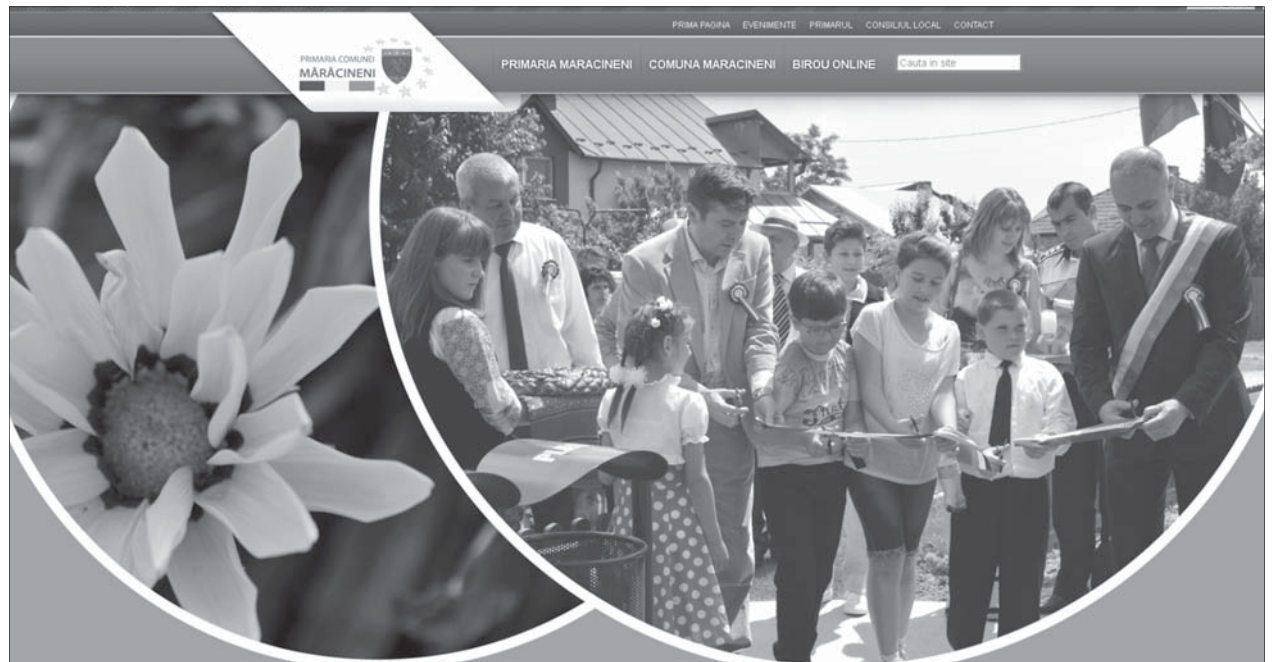 PRIMA PAGINA EVENIMENTE PRIMARUL CONSILIUL LOCAL CONTACT
PRIMARIA COMUNEI
MĂRĂCINENI
PRIMARIA MARACINENI COMUNA MARACINENI BIROU ONLINE Cauta in site